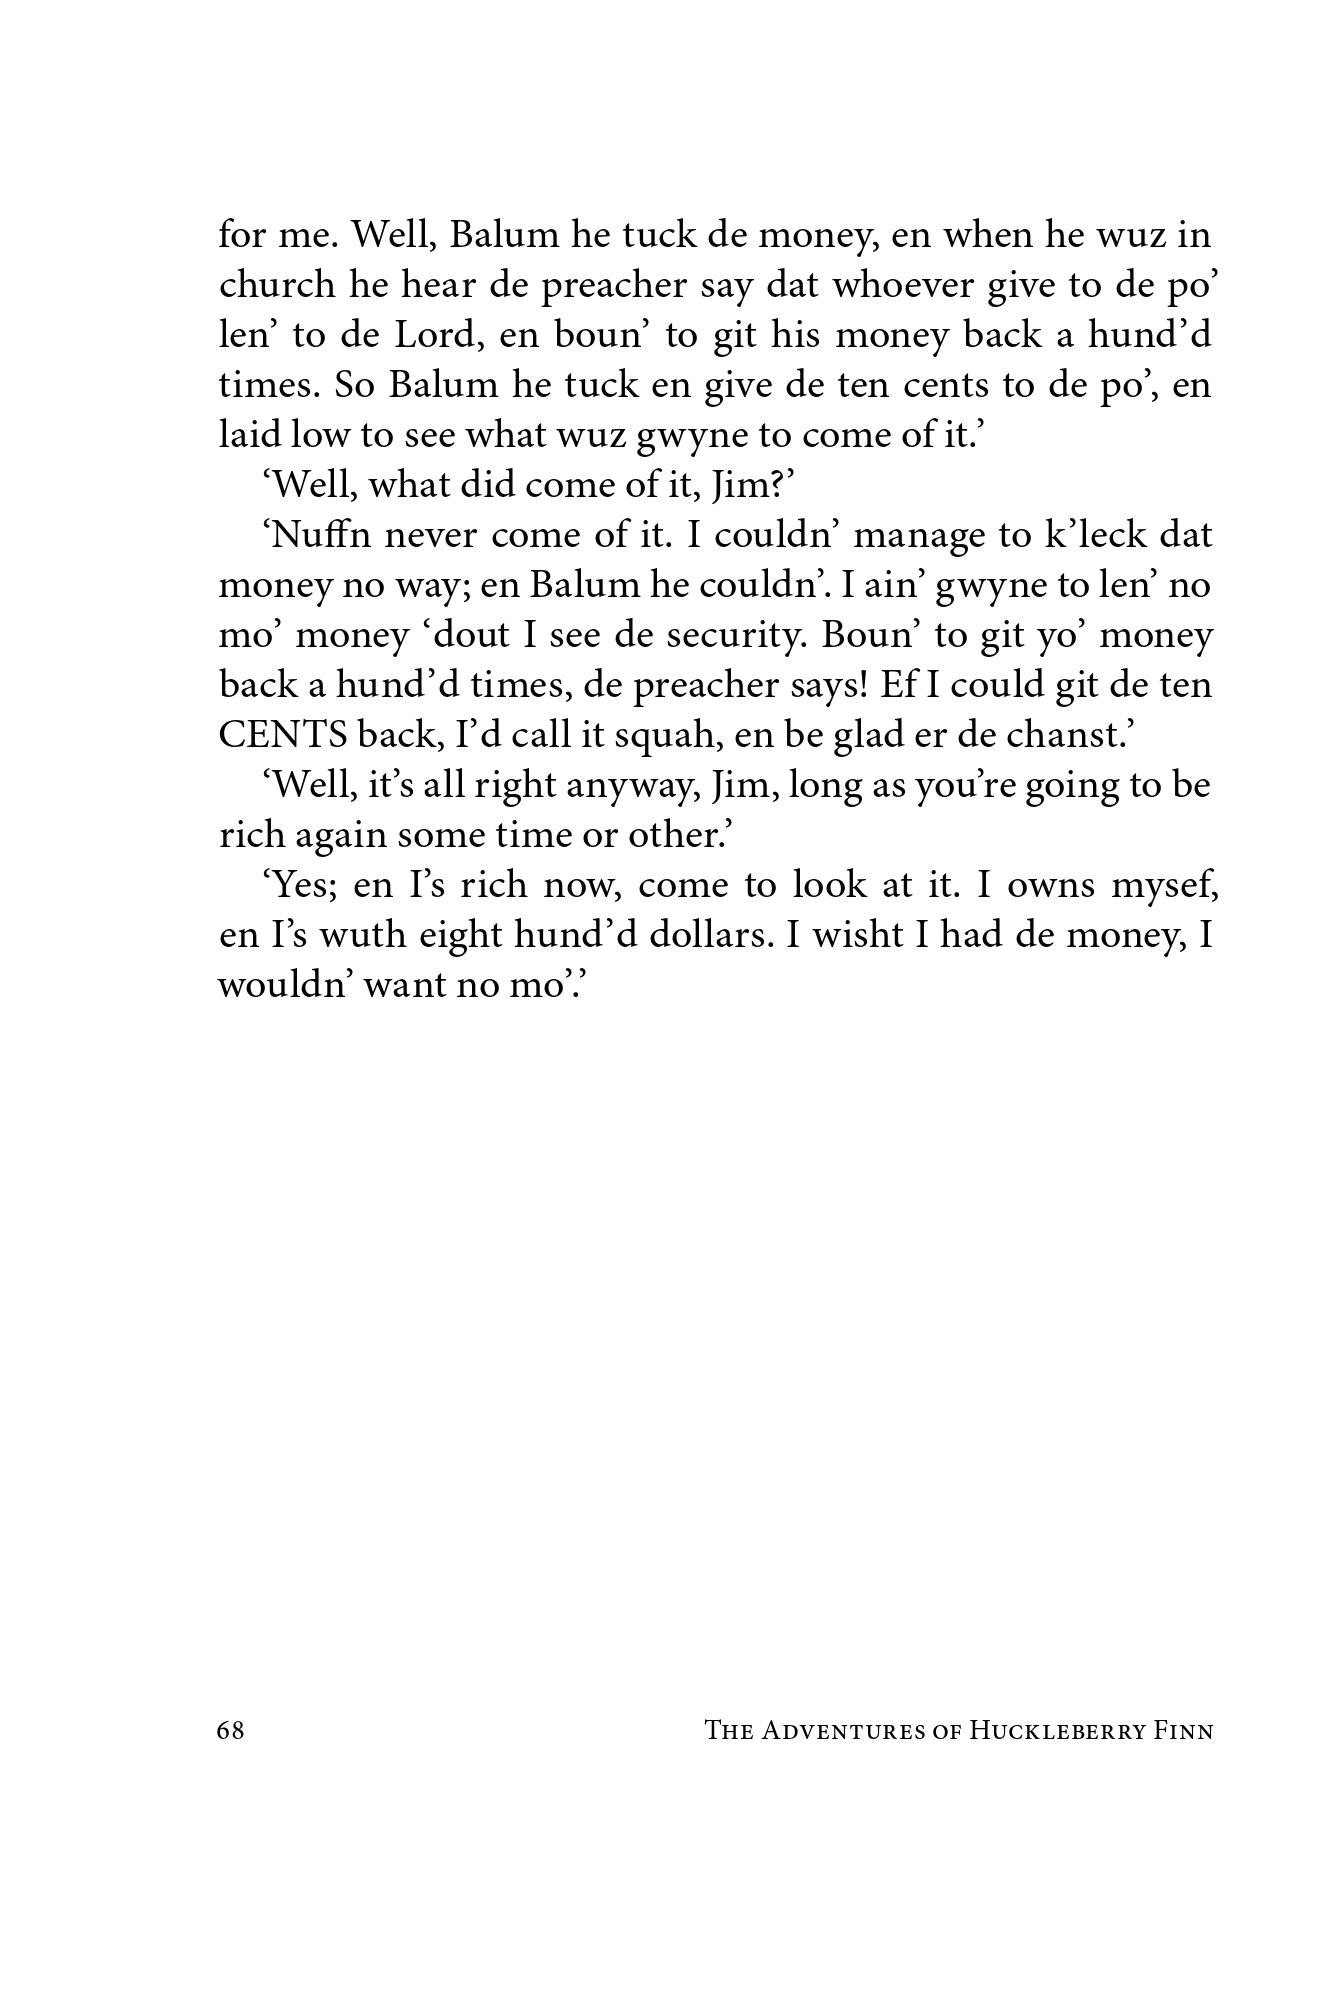 for me. Well, Balum he tuck de money, en when he wuz in
church he hear de preacher say dat whoever give to de po’
len’ to de Lord, en boun’ to git his money back a hund’d
times. So Balum he tuck en give de ten cents to de po’, en
laid low to see what wuz gwyne to come of it.’
‘Well, what did come of it, Jim?’
‘Nuffn never come of it. I couldn’ manage to k’leck dat
money no way; en Balum he couldn’. I ain’ gwyne to len’ no
mo’ money ‘dout I see de security. Boun’ to git yo’ money
back a hund’d times, de preacher says! Ef I could git de ten
CENTS back, I’d call it squah, en be glad er de chanst.’
‘Well, it’s all right anyway, Jim, long as you’re going to be
rich again some time or other.’
‘Yes; en I’s rich now, come to look at it. I owns mysef,
en I’s wuth eight hund’d dollars. I wisht I had de money, I
wouldn’ want no mo’.’
68 The Adventures of Huckleberry Finn